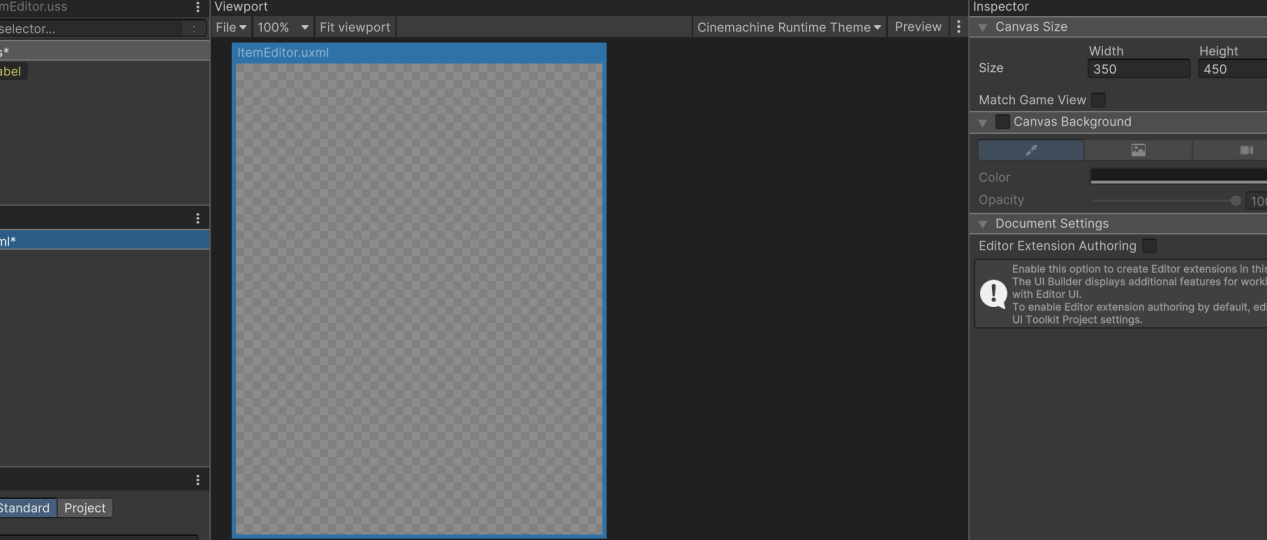 mEditor.uss
selector...
s*
abel
ml*
Standard Project
Viewport
File 100% Fit viewport
Cinemachine Runtime Theme Preview
ItemEditor.uxml
Inspector
Canvas Size
Width Height
Size 350 450
Match Game View
Canvas Background
Color
Opacity 100
Document Settings
Editor Extension Authoring
Enable this option to create Editor extensions in this
The UI Builder displays additional features for worki
with Editor UI.
To enable Editor extension authoring by default, edi
UI Toolkit Project settings.